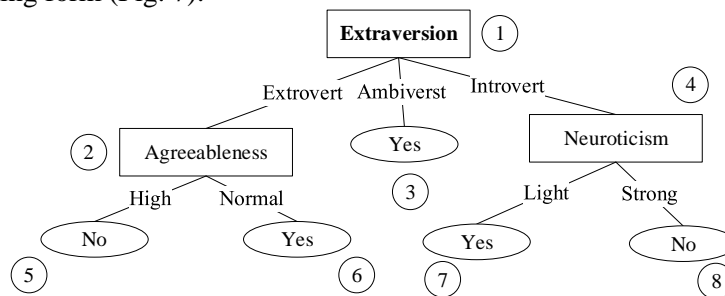 ing form (Fig. 7).
Extraversion 1
Extrovert Ambiverst Introvert
4
2 Agreeableness Yes Neuroticism
3
High Normal Light Strong
No Yes Yes No
5 6 7 8